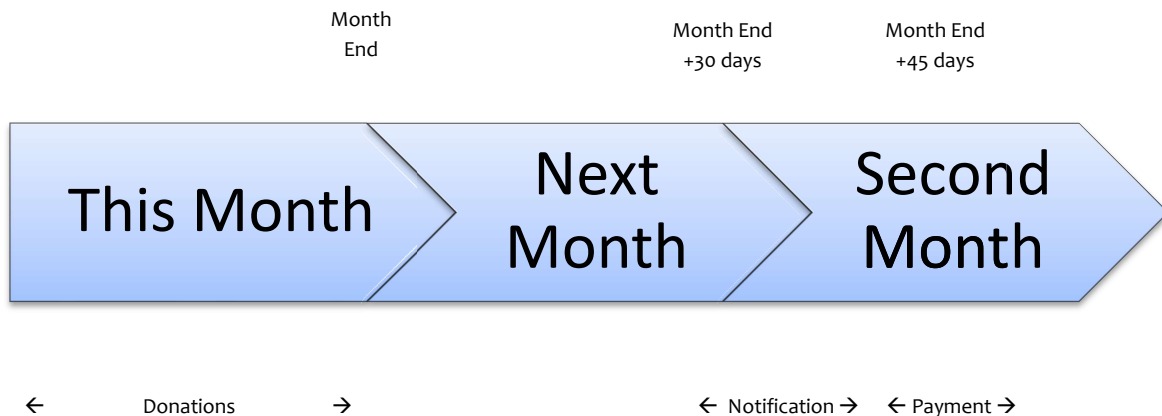 Month
End
Month End
+30 days
Month End
+45 days
This Month
Next
Month
Second
Month
← Donations →
← Notification → ← Payment →